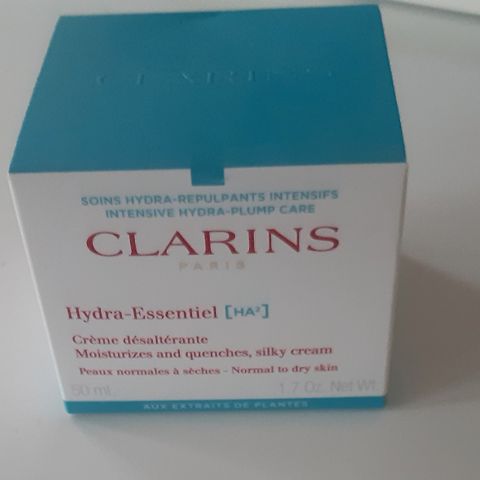 CLARINS
SOINS HYDRA-REPULPANTS INTENSIFS
INTENSIVE HYDRA-PLUMP CARE
CLARINS
PARIS
Hydra-Essentiel [HA²]
Crème désaltérante
Moisturizes and quenches, silky cream
Peaux normales à sèches - Normal to dry skin
50 mL 1.7 Oz. Net Wt.
AUX EXTRAITS DE PLANTES